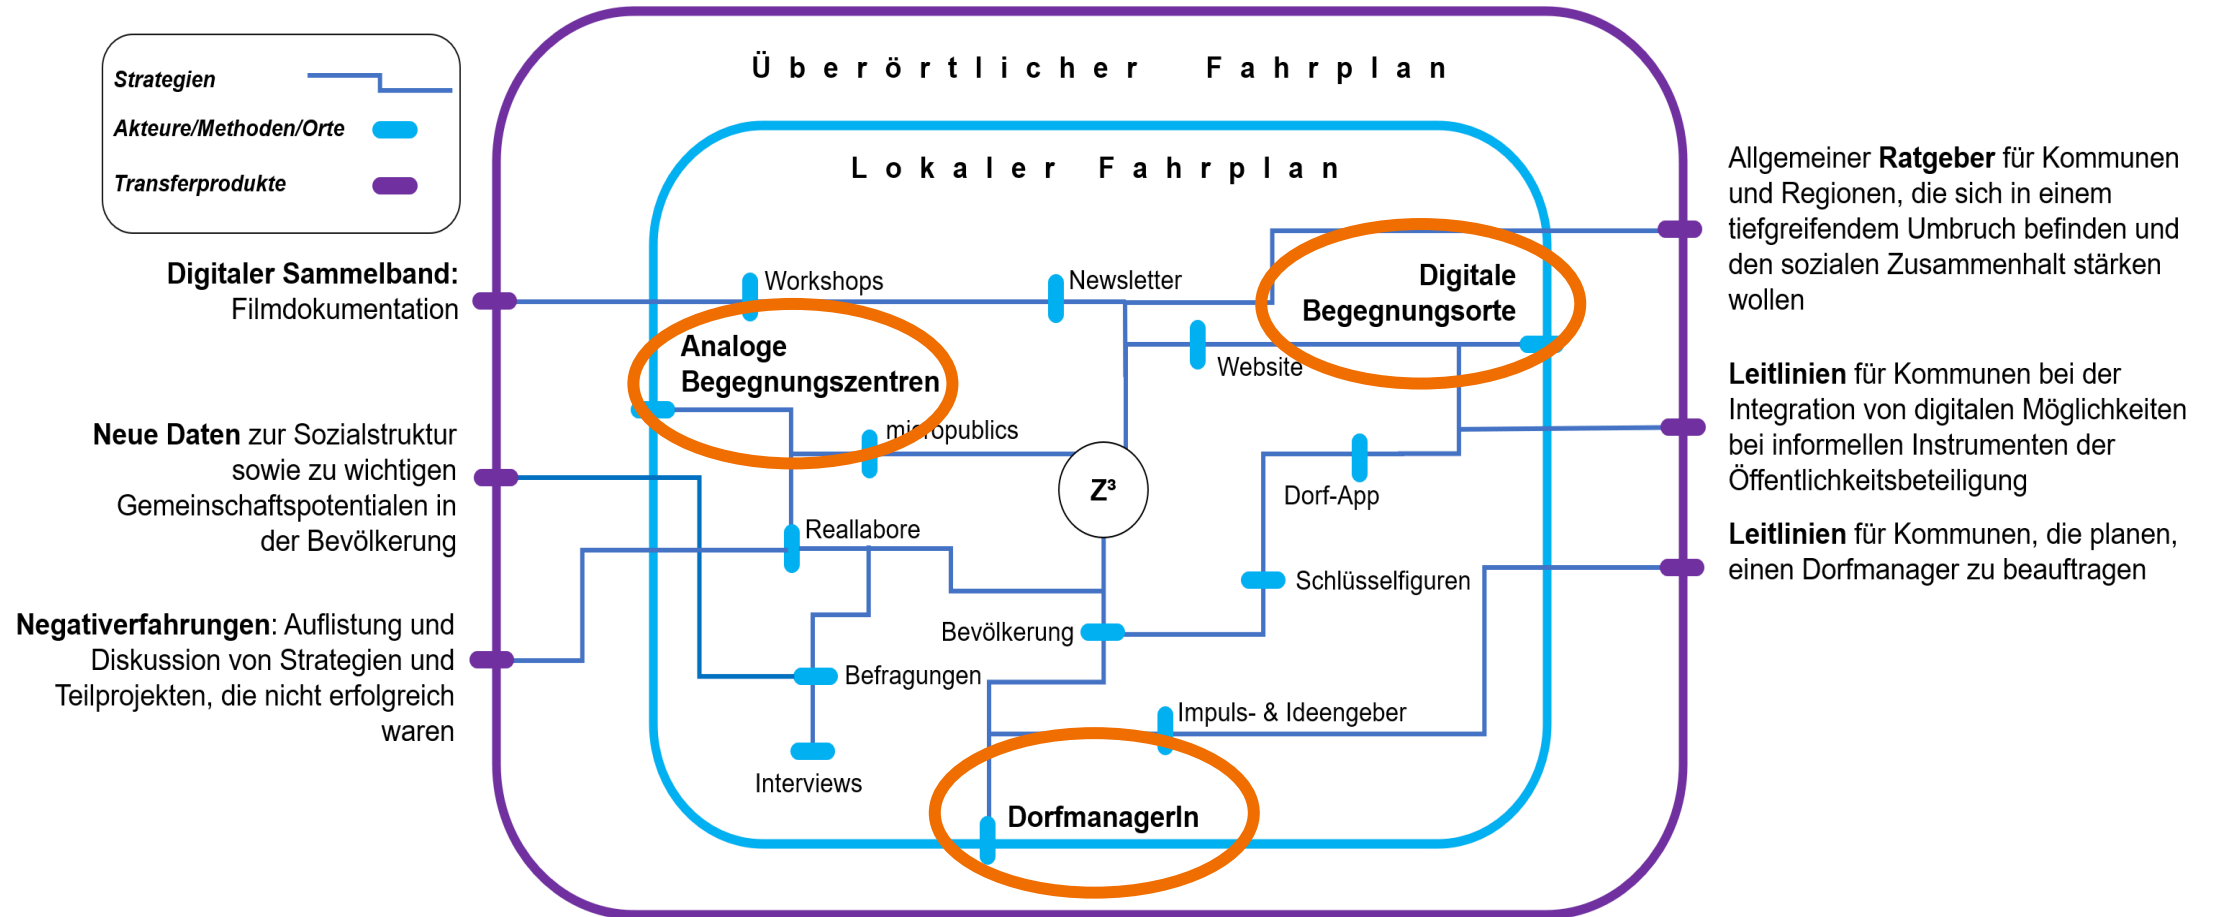 Strategien
Akteure/Methoden/Orte
Transferprodukte
Überörtlicher Fahrplan
Lokaler Fahrplan
Digitaler Sammelband:
Filmdokumentation
Neue Daten zur Sozialstruktur
sowie zu wichtigen
Gemeinschaftspotentialen in
der Bevölkerung
Negativerfahrungen: Auflistung und
Diskussion von Strategien und
Teilprojekten, die nicht erfolgreich
waren
Workshops
Newsletter
Digitale
Begegnungsorte
Analoge
Begegnungszentren
Website
micropublics
Z³
Dorf-App
Reallabore
Schlüsselfiguren
Bevölkerung
Befragungen
Impuls- & Ideengeber
Interviews
DorfmanagerIn
Allgemeiner Ratgeber für Kommunen
und Regionen, die sich in einem
tiefgreifendem Umbruch befinden und
den sozialen Zusammenhalt stärken
wollen
Leitlinien für Kommunen bei der
Integration von digitalen Möglichkeiten
bei informellen Instrumenten der
Öffentlichkeitsbeteiligung
Leitlinien für Kommunen, die planen,
einen Dorfmanager zu beauftragen